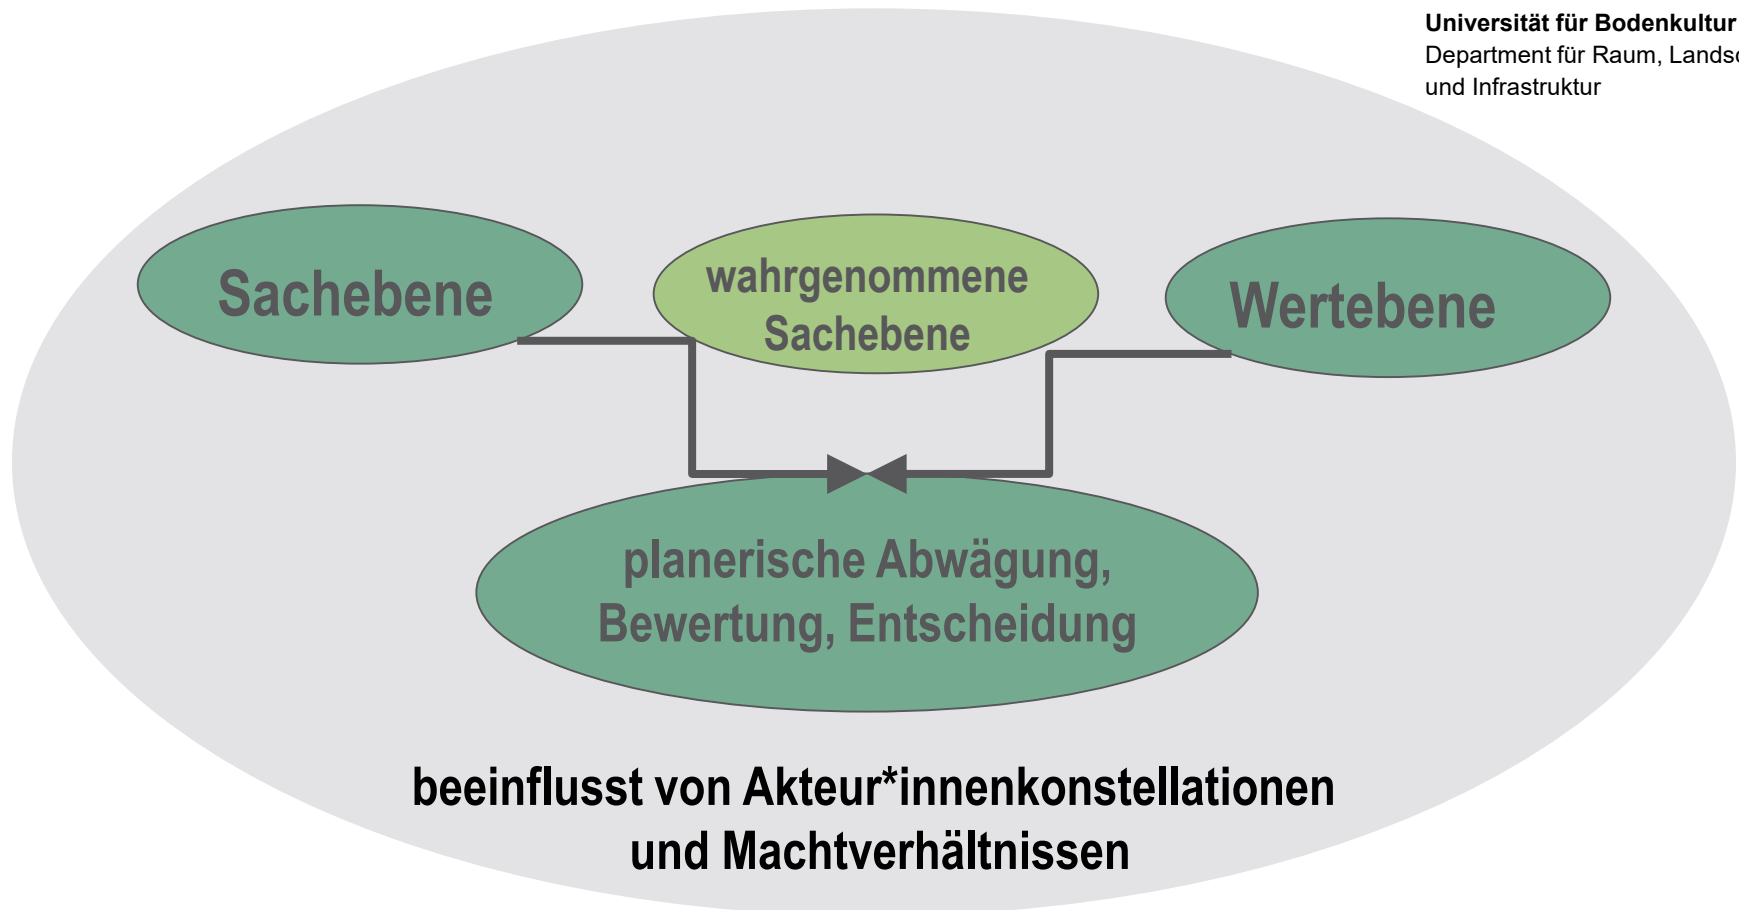 Universität für Bodenkultur
Department für Raum,
und Infrastruktur
Sachebene
wahrgenommene
Sachebene
Wertebene
planerische Abwägung,
Bewertung, Entscheidung
beeinflusst von Akteur*innenkonstellationen
und Machtverhältnissen